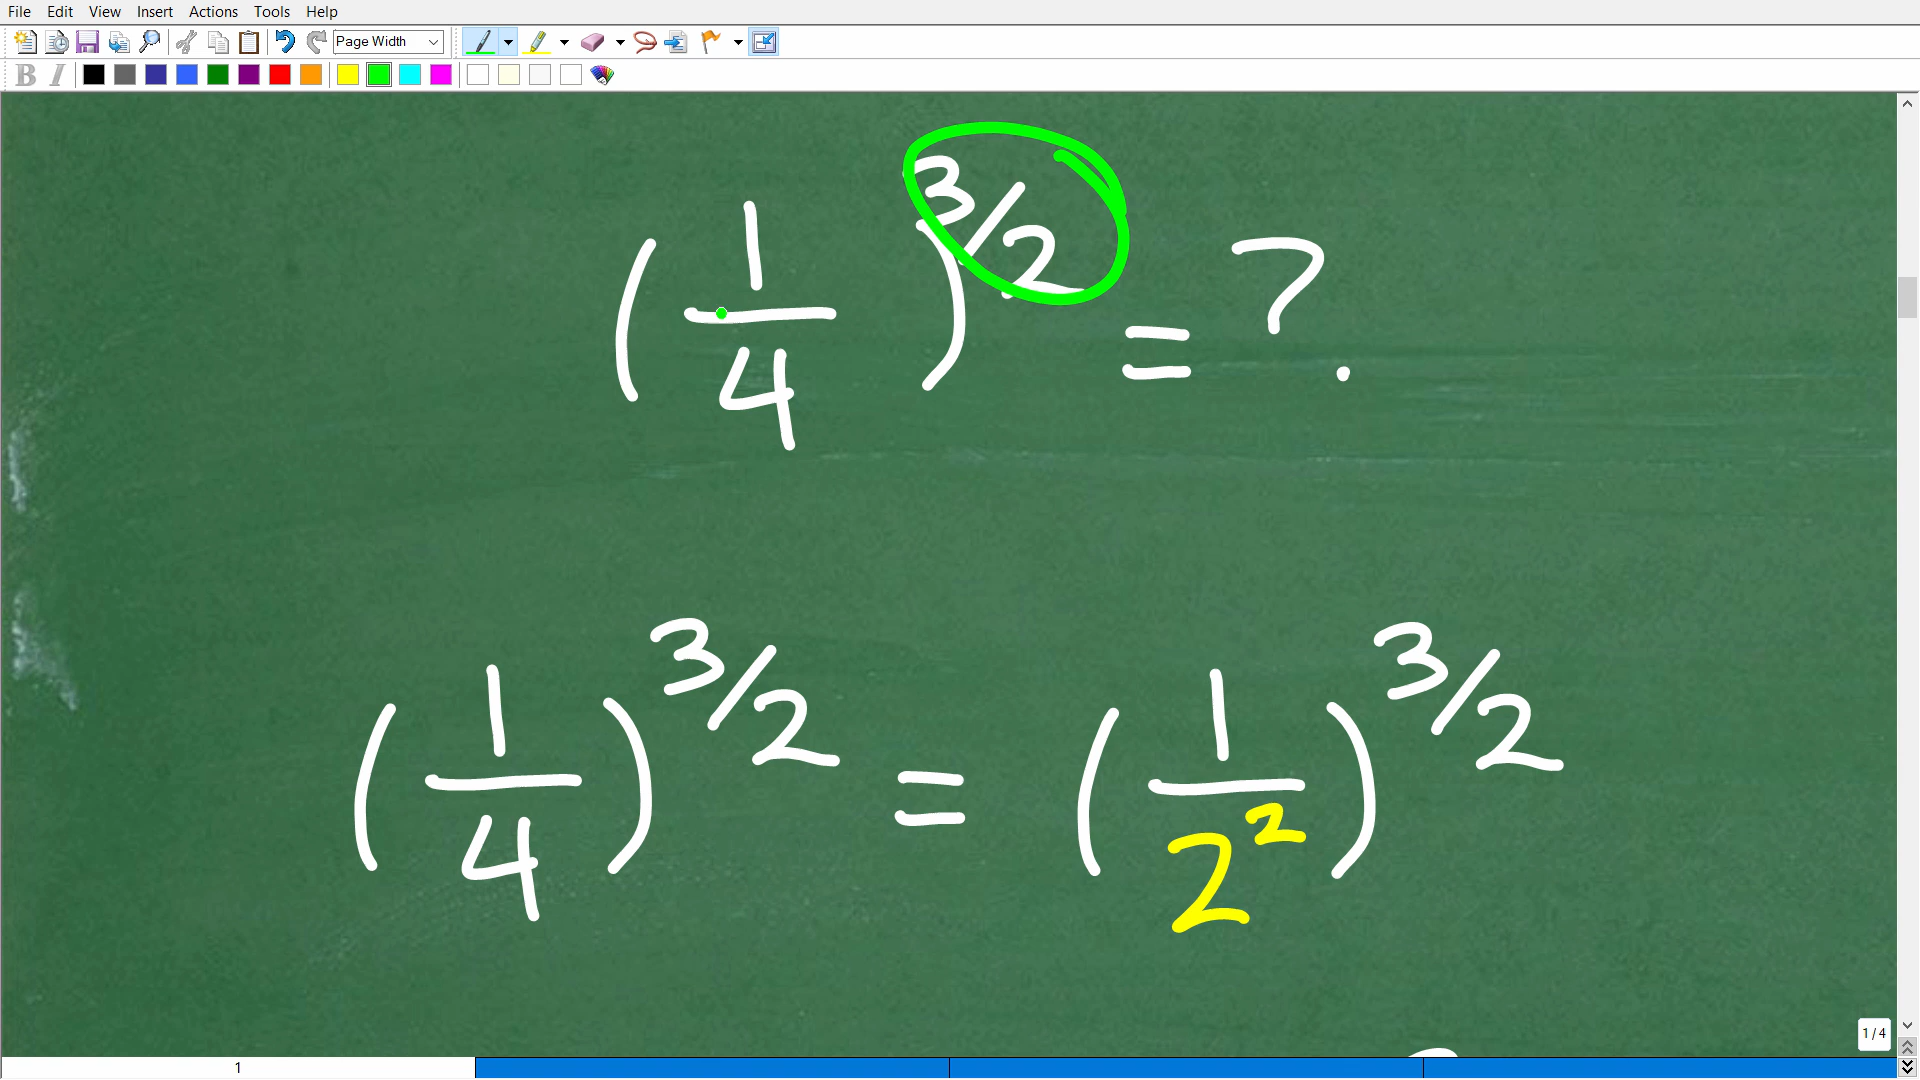 File Edit View Insert Actions Tools Help
Page Width
B I
(1/4)^3/2 = ?
(1/4)^3/2 = (1/2^2)^3/2
1/4
1